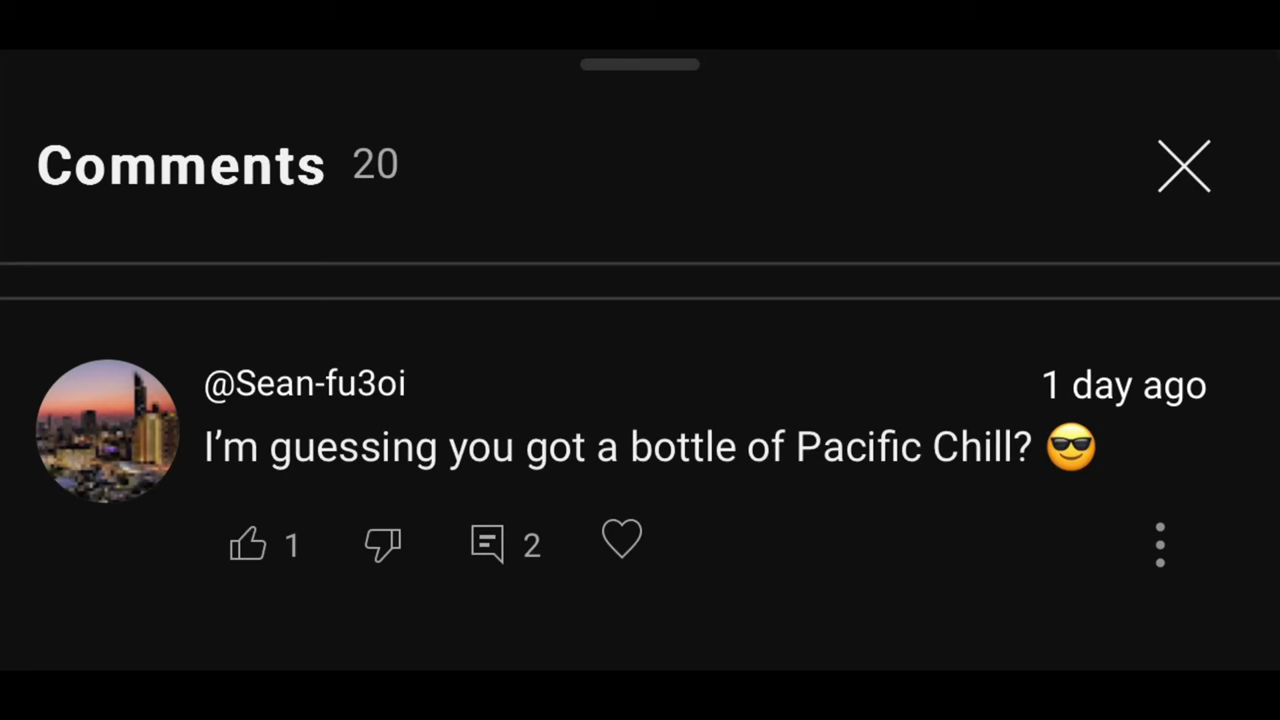 Comments 20
@Sean-fu3oi 1 day ago
I’m guessing you got a bottle of Pacific Chill? 😎
1 2